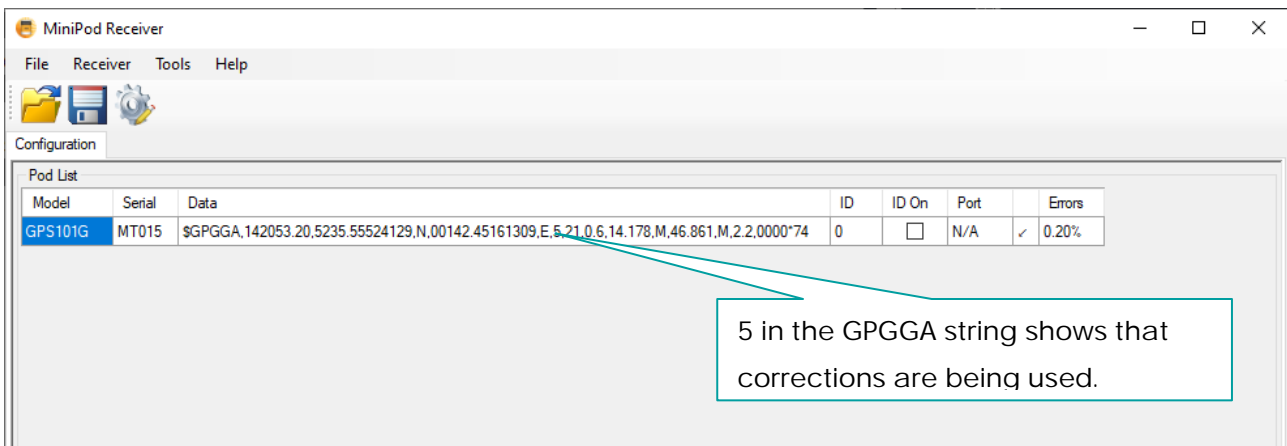 MiniPod Receiver
File Receiver Tools Help
Configuration
Pod List
Model Serial Data ID ID On Port Errors
GPS101G MT015 $GPGGA,142053.20,5235.55524129,N,00142.45161309,E,5,21,0.6,14.178,M,46.861,M,2.2,0000*74 0 N/A 0.20%
5 in the GPGGA string shows that
corrections are being used.